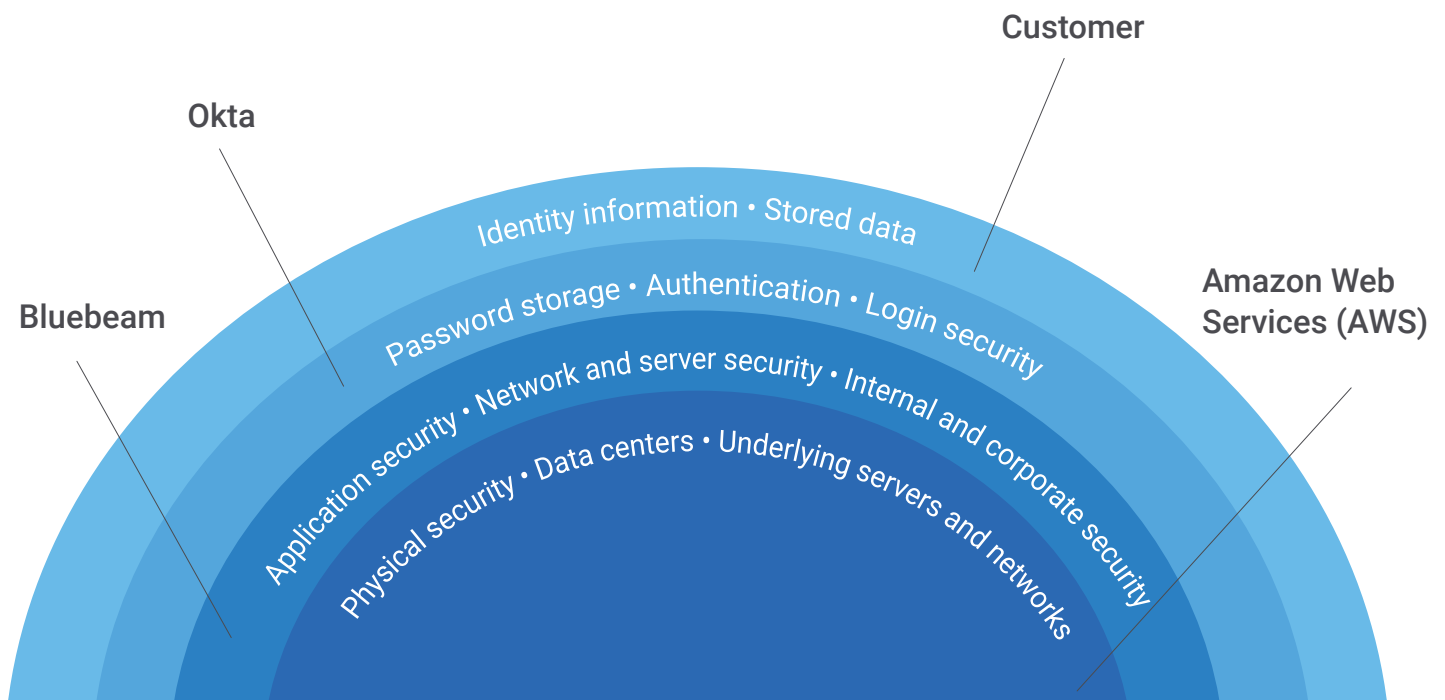 Customer
Okta
Identity information • Stored data
Amazon Web
Services (AWS)
Password storage • Authentication • Login security
Bluebeam
Application security • Network and server security • Internal and corporate security
Physical security • Data centers • Underlying servers and networks